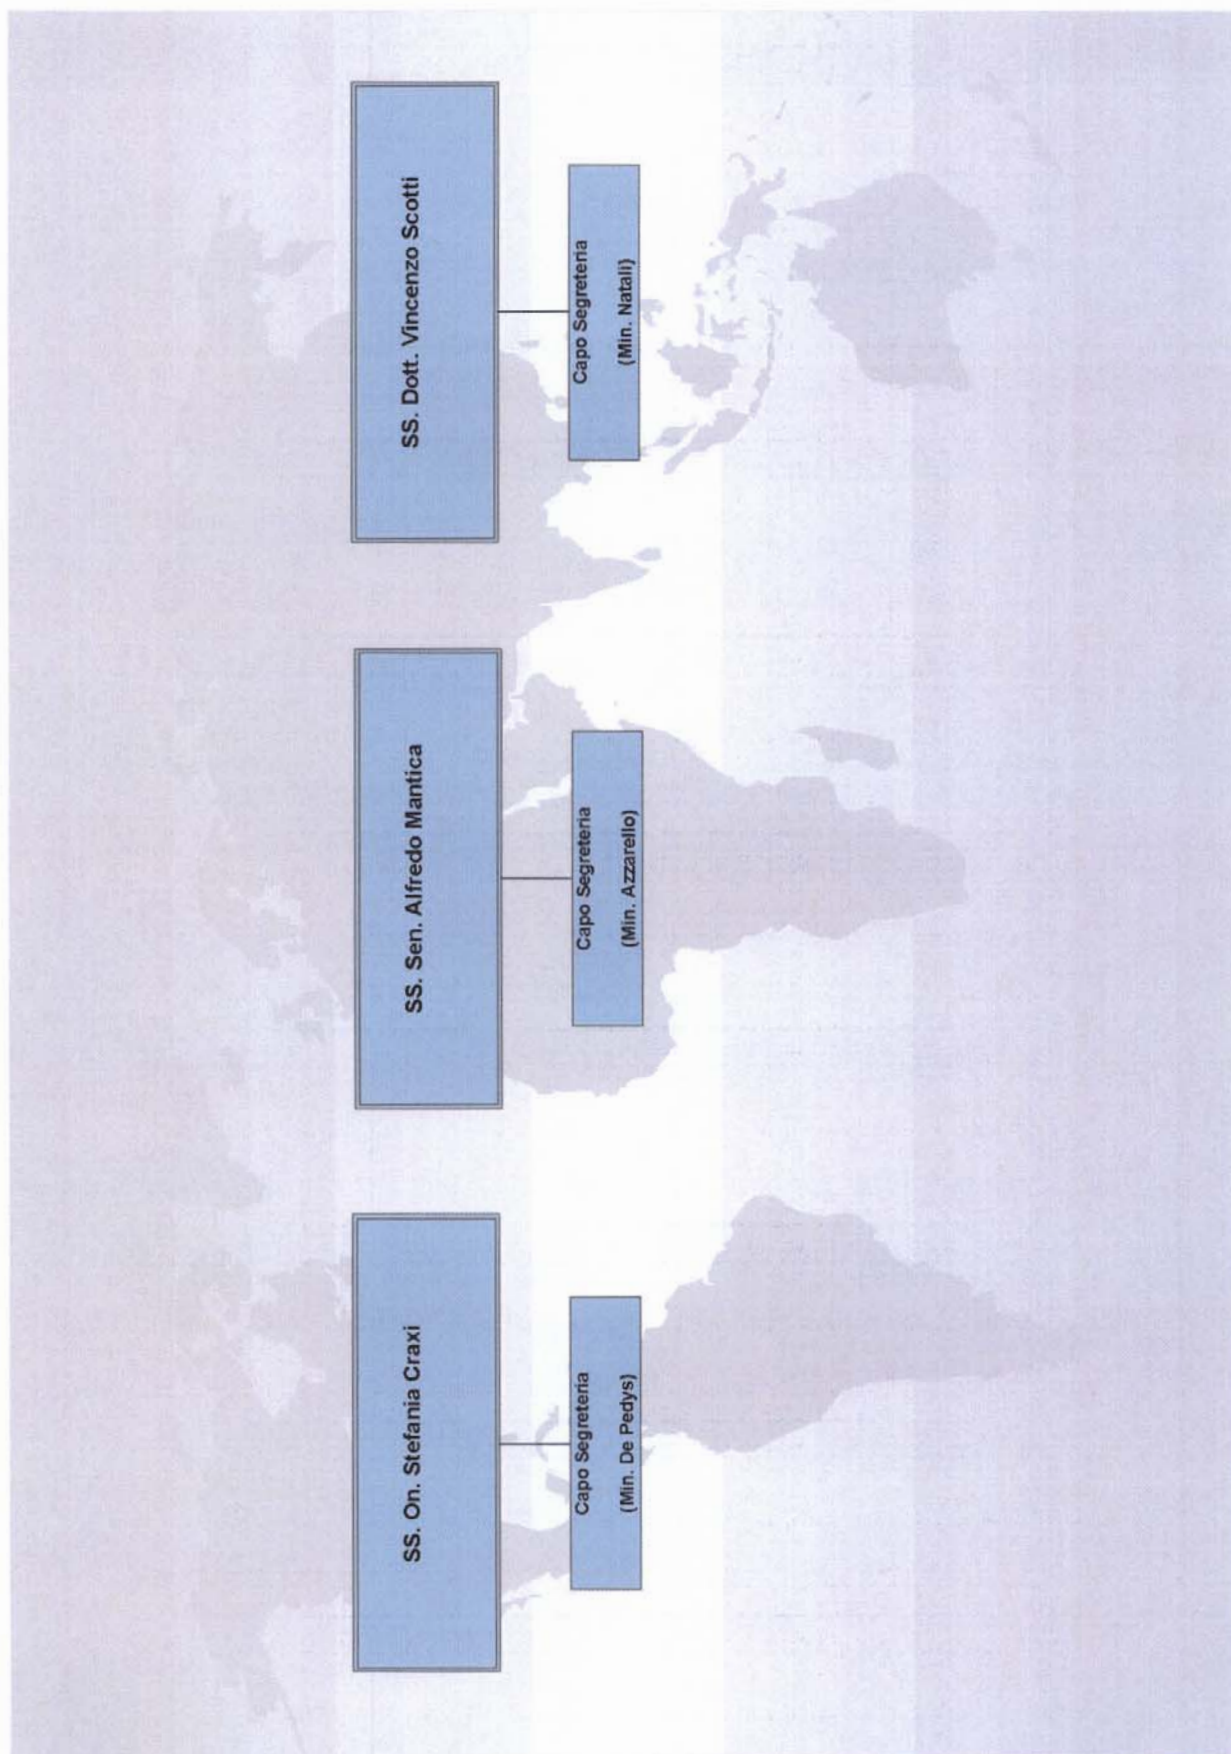 SS. On. Stefania Craxi
Capo Segreteria
(Min. De Pedys)
SS. Sen. Alfredo Mantica
Capo Segreteria
(Min. Azzarello)
SS. Dott. Vincenzo Scotti
Capo Segreteria
(Min. Natali)